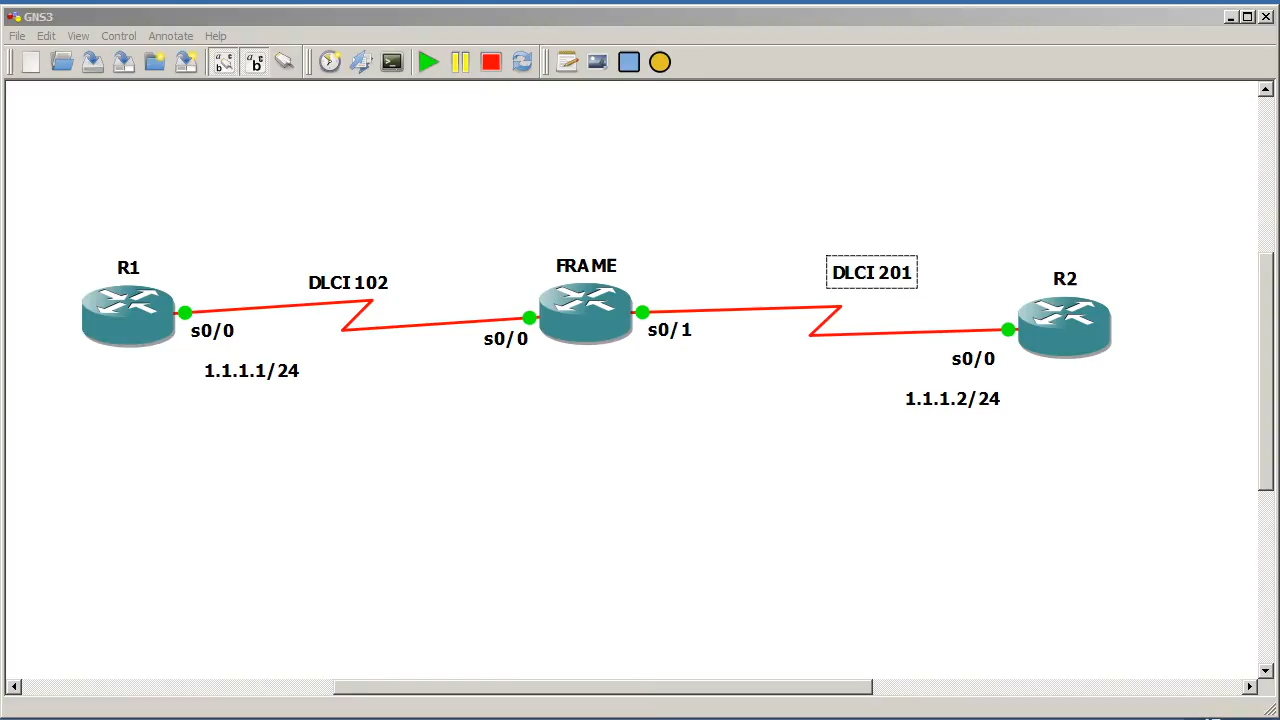 GNS3
File Edit View Control Annotate Help
R1
DLCI 102
FRAME
DLCI 201
R2
s0/0
s0/0
s0/1
s0/0
1.1.1.1/24
1.1.1.2/24